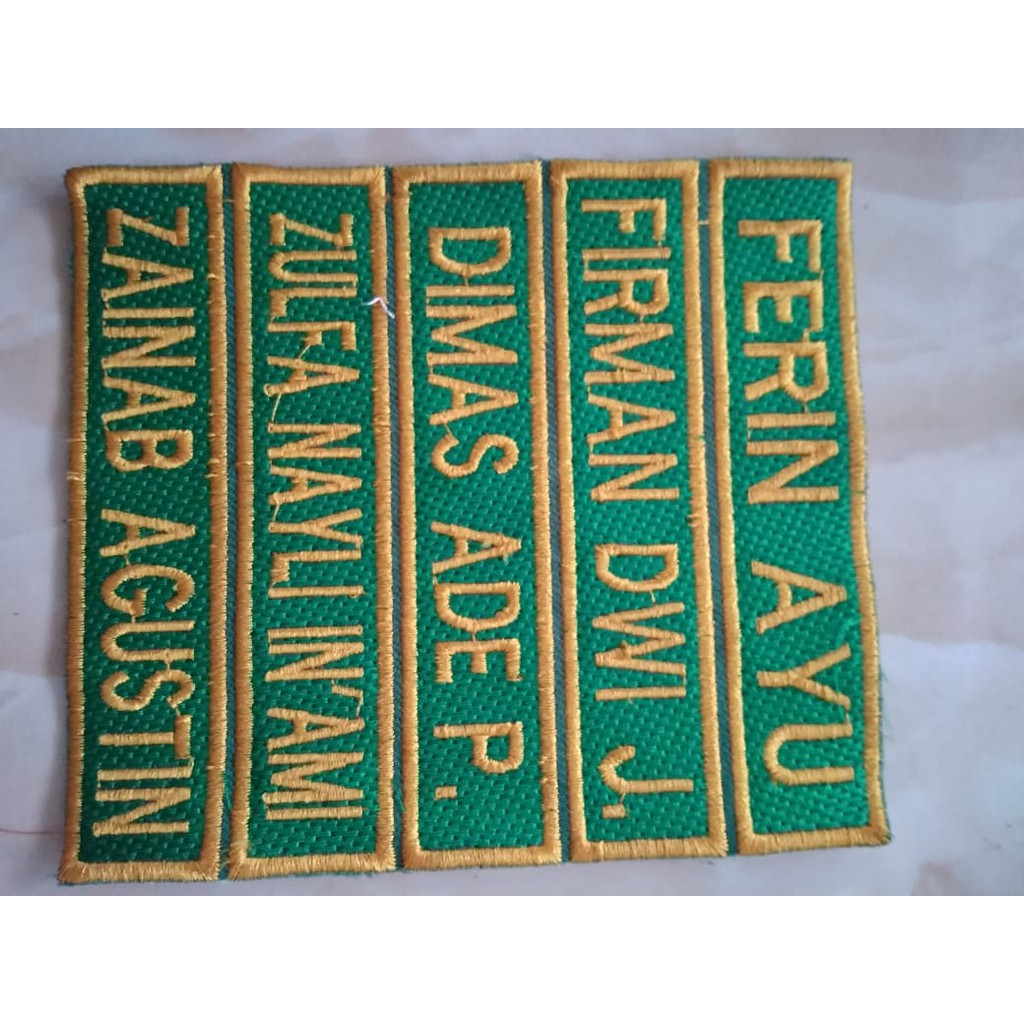 FERIN AYU
FIRMAN DWI J.
DIMAS ADE P.
ZULFA NAYLI IN'AMI
ZAINAB AGUSTIN